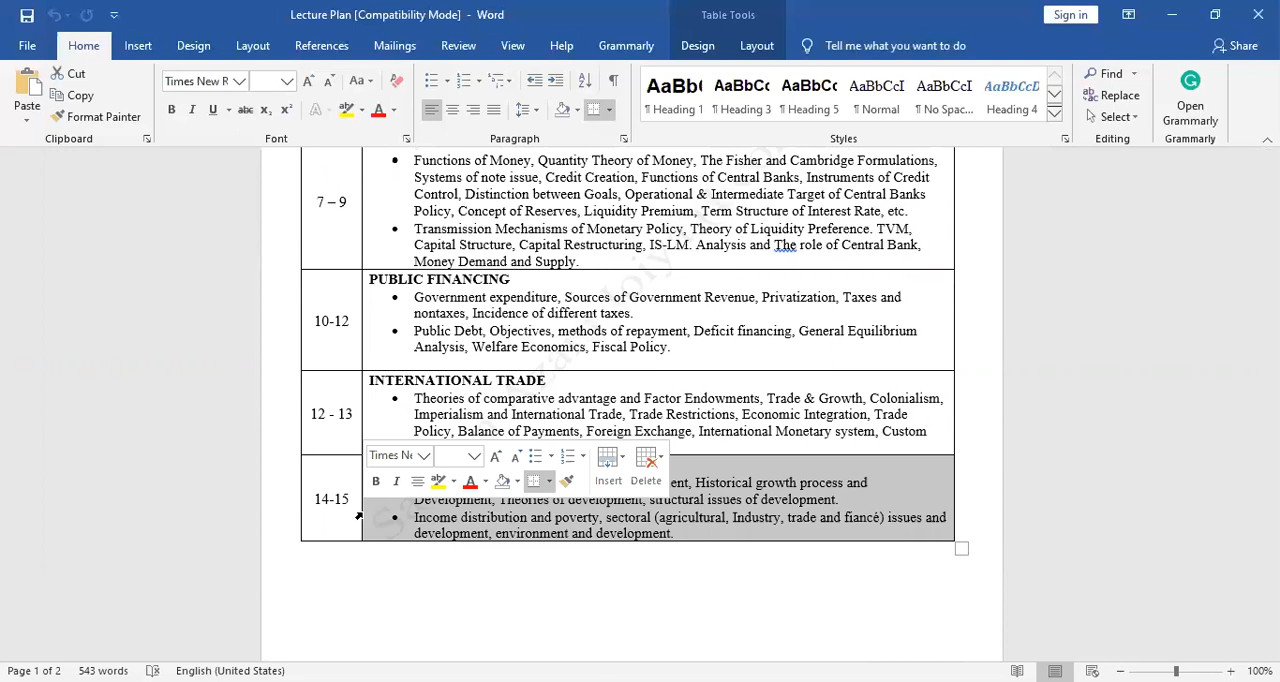 Lecture Plan [Compatibility Mode] - Word
Table Tools
Sign in
File
Home
Insert
Design
Layout
References
Mailings
Review
View
Help
Grammarly
Design
Layout
Tell me what you want to do
Share
Paste
Cut
Copy
Format Painter
Clipboard
Times New R
Aa
B I U abc x₂ x²
A
A
Font
Paragraph
AaBb(
AaBbCc
AaBbCc
AaBbCcI
AaBbCcI
AaBbCcD
¶ Heading 1
¶ Heading 3
¶ Heading 5
¶ Normal
¶ No Spac...
Heading 4
Styles
Find
Replace
Select
Editing
Open
Grammarly
Grammarly
7 – 9
• Functions of Money, Quantity Theory of Money, The Fisher and Cambridge Formulations,
Systems of note issue, Credit Creation, Functions of Central Banks, Instruments of Credit
Control, Distinction between Goals, Operational & Intermediate Target of Central Banks
Policy, Concept of Reserves, Liquidity Premium, Term Structure of Interest Rate, etc.
• Transmission Mechanisms of Monetary Policy, Theory of Liquidity Preference. TVM,
Capital Structure, Capital Restructuring, IS-LM. Analysis and The role of Central Bank,
Money Demand and Supply.
10-12
PUBLIC FINANCING
• Government expenditure, Sources of Government Revenue, Privatization, Taxes and
nontaxes, Incidence of different taxes.
• Public Debt, Objectives, methods of repayment, Deficit financing, General Equilibrium
Analysis, Welfare Economics, Fiscal Policy.
12 - 13
INTERNATIONAL TRADE
• Theories of comparative advantage and Factor Endowments, Trade & Growth, Colonialism,
Imperialism and International Trade, Trade Restrictions, Economic Integration, Trade
Policy, Balance of Payments, Foreign Exchange, International Monetary system, Custom
Times Ne
B I
A
Insert
Delete
14-15
ent, Historical growth process and
Development, Theories of development, structural issues of development.
• Income distribution and poverty, sectoral (agricultural, Industry, trade and fiancé) issues and
development, environment and development.
Page 1 of 2
543 words
English (United States)
100%